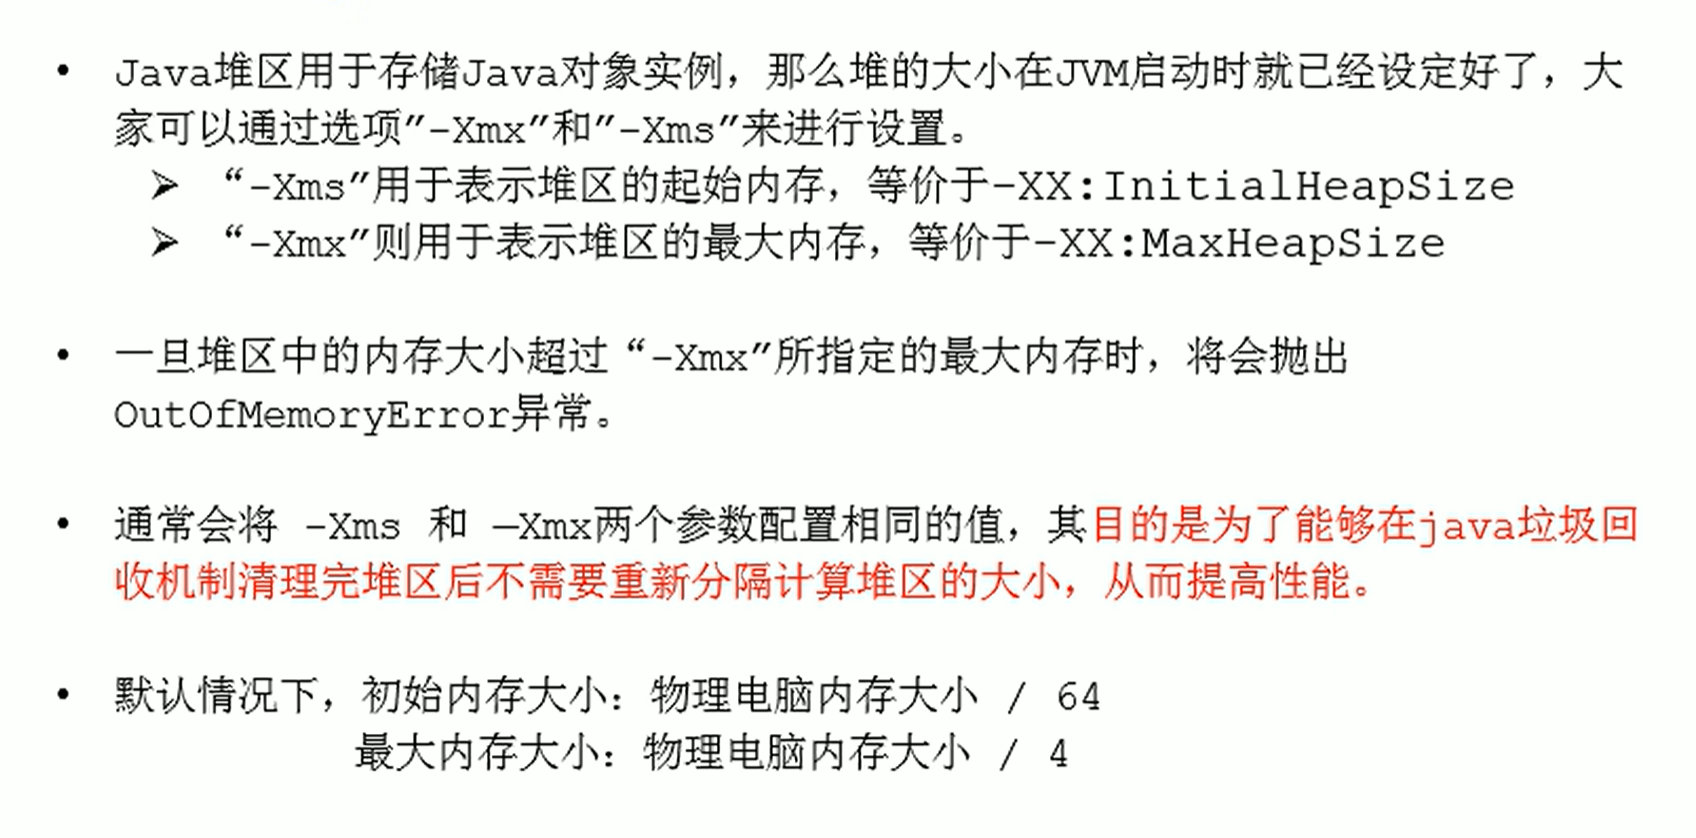 • Java堆区用于存储Java对象实例，那么堆的大小在JVM启动时就已经设定好了，大
家可以通过选项"-Xmx"和"-Xms"来进行设置。
➢ “-Xms"用于表示堆区的起始内存，等价于-XX:InitialHeapSize
➢ “-Xmx"则用于表示堆区的最大内存，等价于-XX:MaxHeapSize
• 一旦堆区中的内存大小超过“-Xmx"所指定的最大内存时，将会抛出
OutOfMemoryError异常。
• 通常会将 -Xms 和 —Xmx两个参数配置相同的值，其目的是为了能够在java垃圾回
收机制清理完堆区后不需要重新分隔计算堆区的大小，从而提高性能。
• 默认情况下，初始内存大小：物理电脑内存大小 / 64
最大内存大小：物理电脑内存大小 / 4